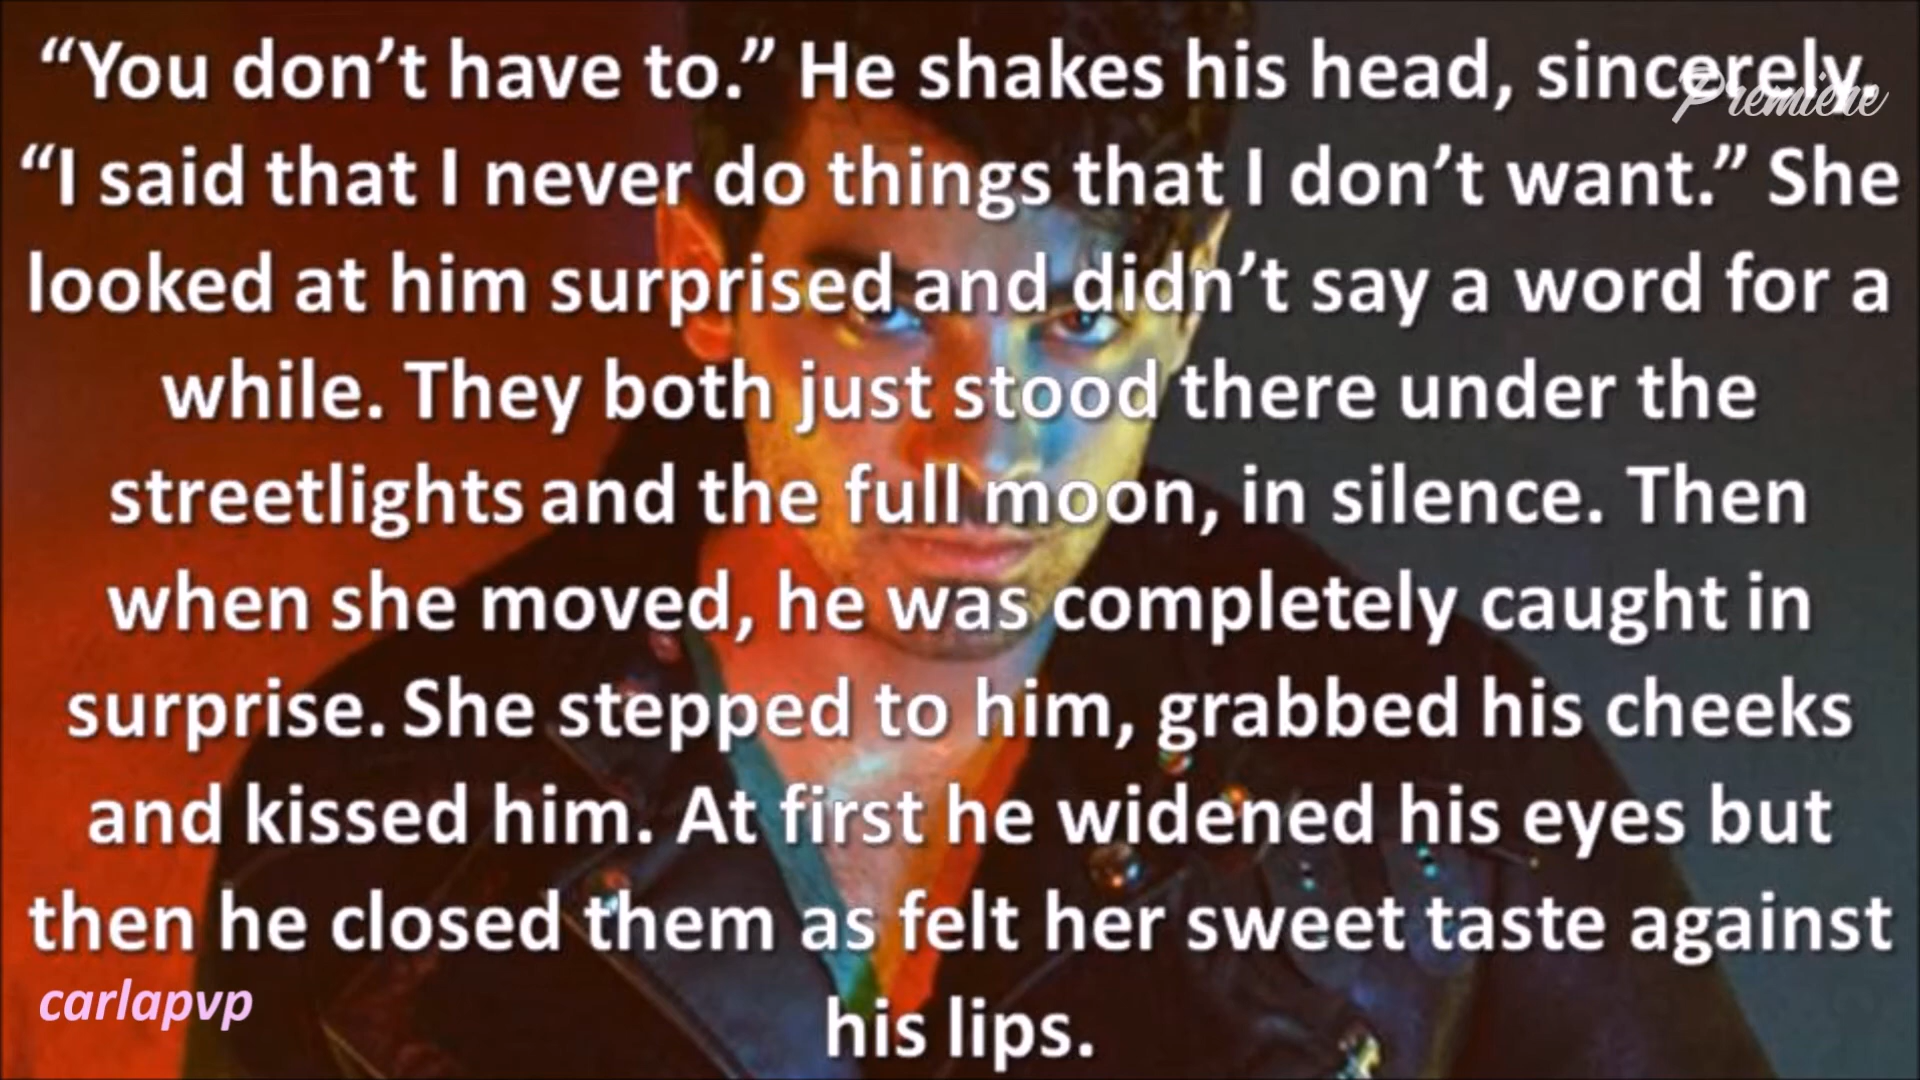 “You don’t have to.” He shakes his head, sincerely.
Première
“I said that I never do things that I don’t want.” She
looked at him surprised and didn’t say a word for a
while. They both just stood there under the
streetlights and the full moon, in silence. Then
when she moved, he was completely caught in
surprise. She stepped to him, grabbed his cheeks
and kissed him. At first he widened his eyes but
then he closed them as felt her sweet taste against
his lips.
carlapvp